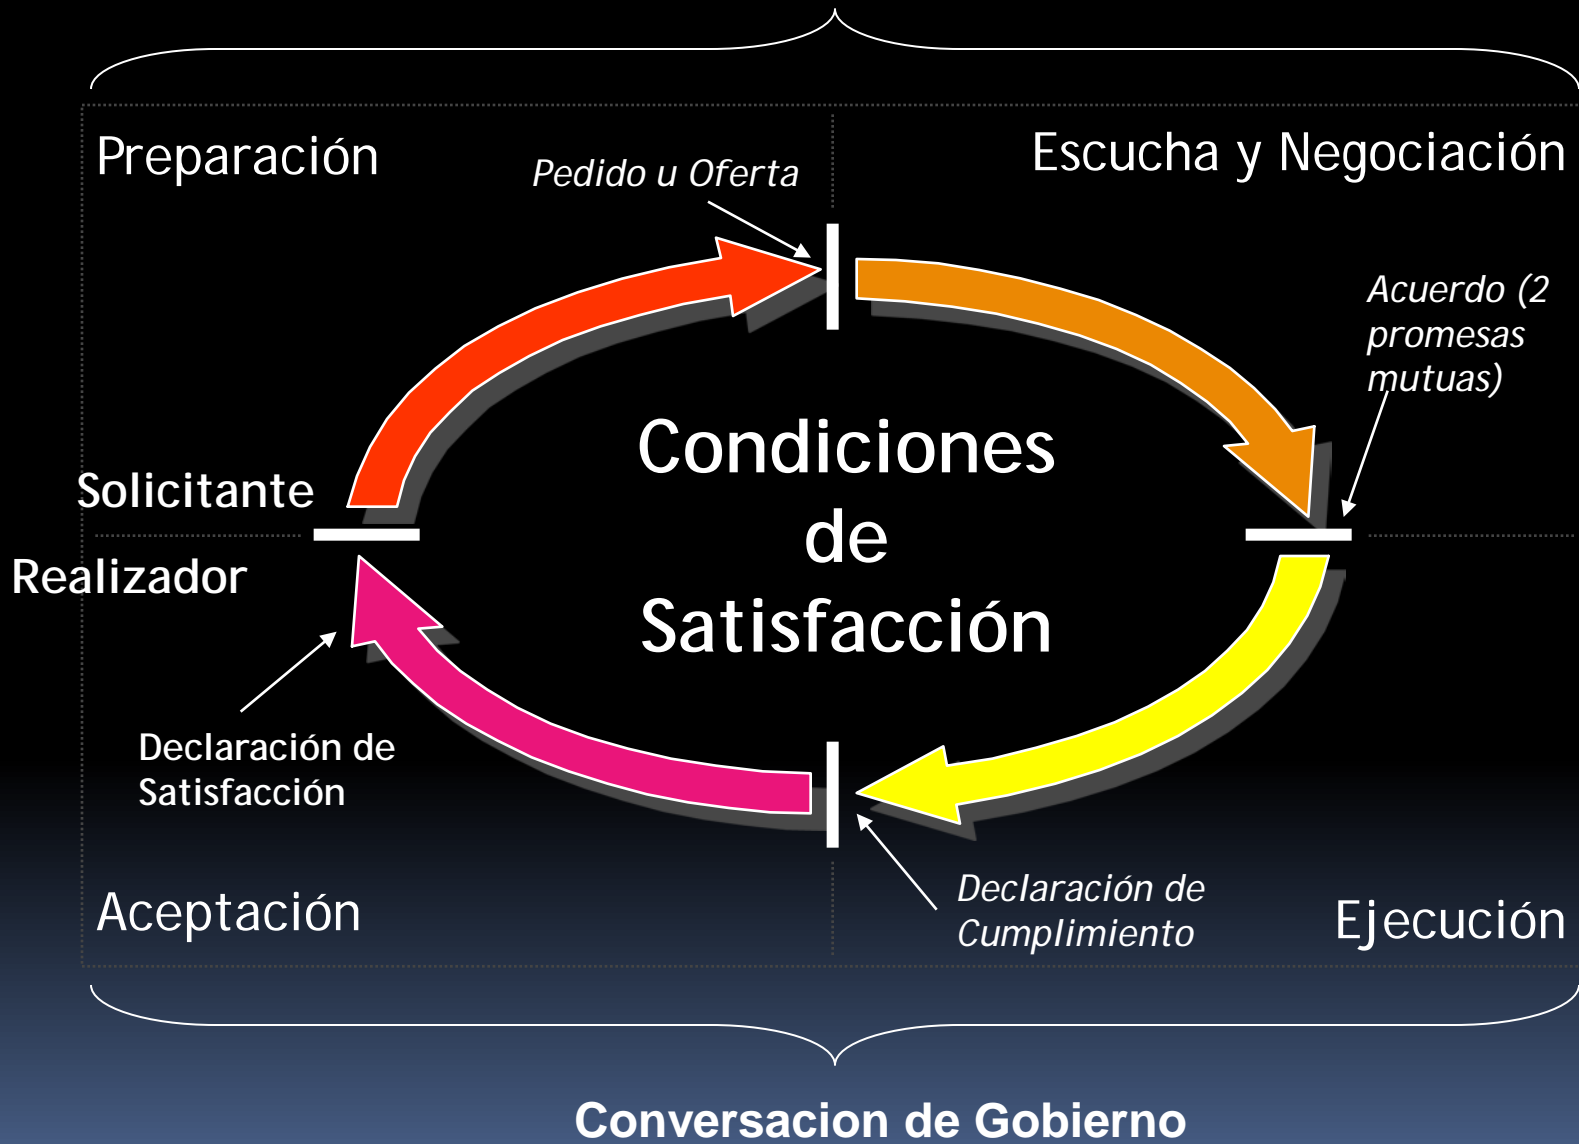 Preparación
Pedido u Oferta
Escucha y Negociación
Acuerdo (2
promesas
mutuas)
Condiciones
de
Satisfacción
Solicitante
Realizador
Declaración de
Satisfacción
Aceptación
Declaración de
Cumplimiento
Ejecución
Conversacion de Gobierno